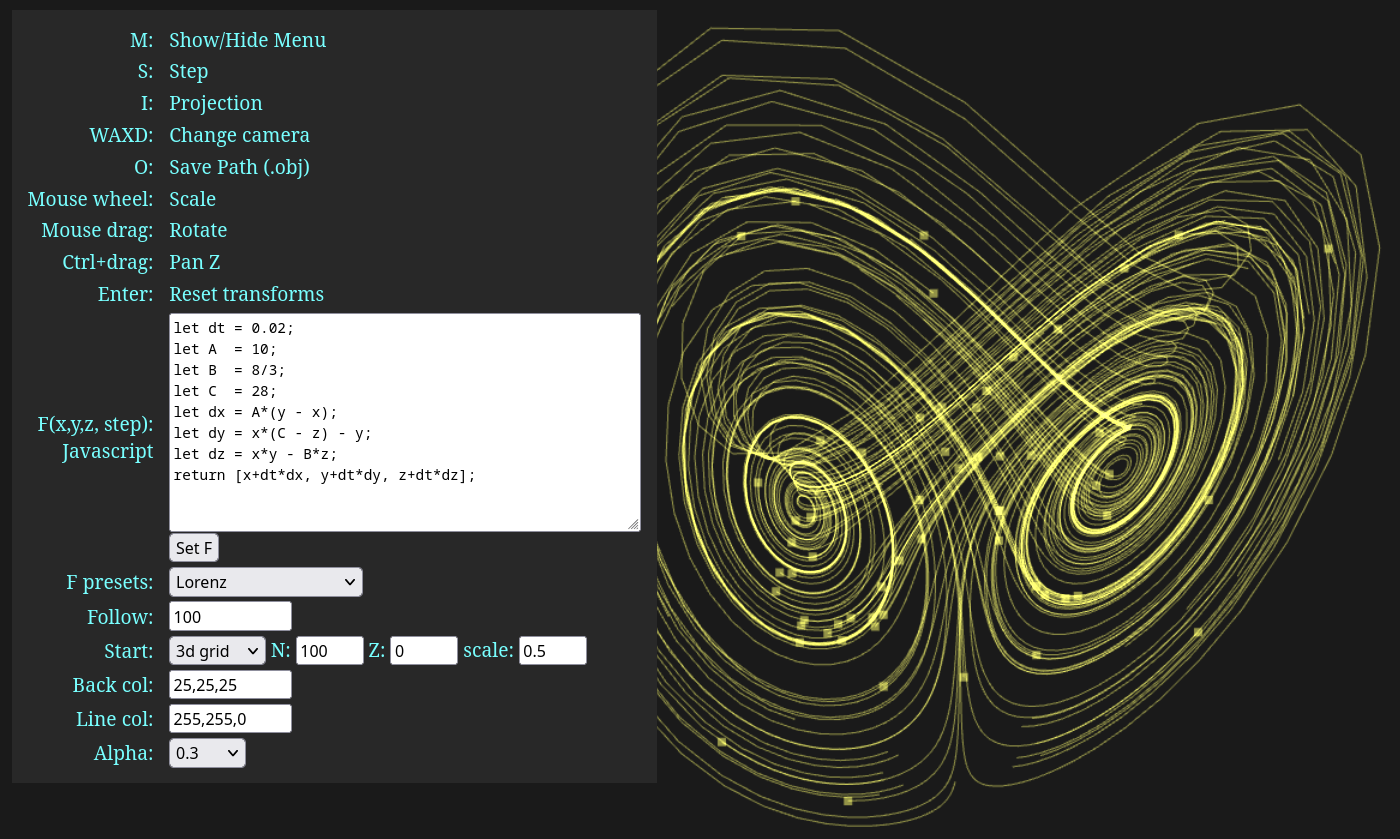 M: Show/Hide Menu
S: Step
I: Projection
WAXD: Change camera
O: Save Path (.obj)
Mouse wheel: Scale
Mouse drag: Rotate
Ctrl+drag: Pan Z
Enter: Reset transforms
F(x,y,z, step):
Javascript
let dt = 0.02;
let A  = 10;
let B  = 8/3;
let C  = 28;
let dx = A*(y - x);
let dy = x*(C - z) - y;
let dz = x*y - B*z;
return [x+dt*dx, y+dt*dy, z+dt*dz];
Set F
F presets: Lorenz
Follow: 100
Start: 3d grid N: 100 Z: 0 scale: 0.5
Back col: 25,25,25
Line col: 255,255,0
Alpha: 0.3